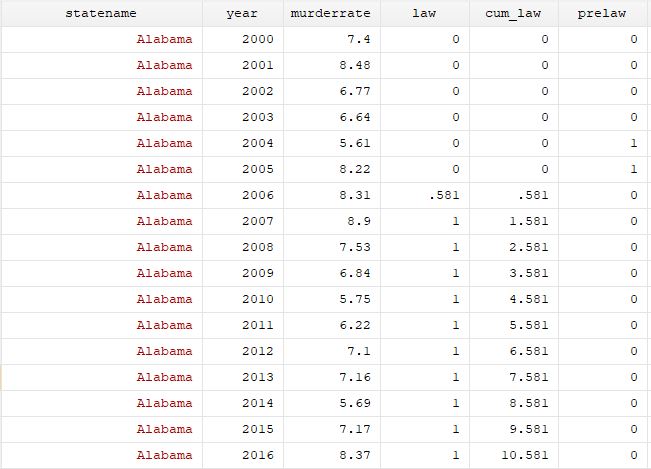 statename year murderrate law cum_law prelaw
Alabama 2000 7.4 0 0 0
Alabama 2001 8.48 0 0 0
Alabama 2002 6.77 0 0 0
Alabama 2003 6.64 0 0 0
Alabama 2004 5.61 0 0 1
Alabama 2005 8.22 0 0 1
Alabama 2006 8.31 .581 .581 0
Alabama 2007 8.9 1 1.581 0
Alabama 2008 7.53 1 2.581 0
Alabama 2009 6.84 1 3.581 0
Alabama 2010 5.75 1 4.581 0
Alabama 2011 6.22 1 5.581 0
Alabama 2012 7.1 1 6.581 0
Alabama 2013 7.16 1 7.581 0
Alabama 2014 5.69 1 8.581 0
Alabama 2015 7.17 1 9.581 0
Alabama 2016 8.37 1 10.581 0